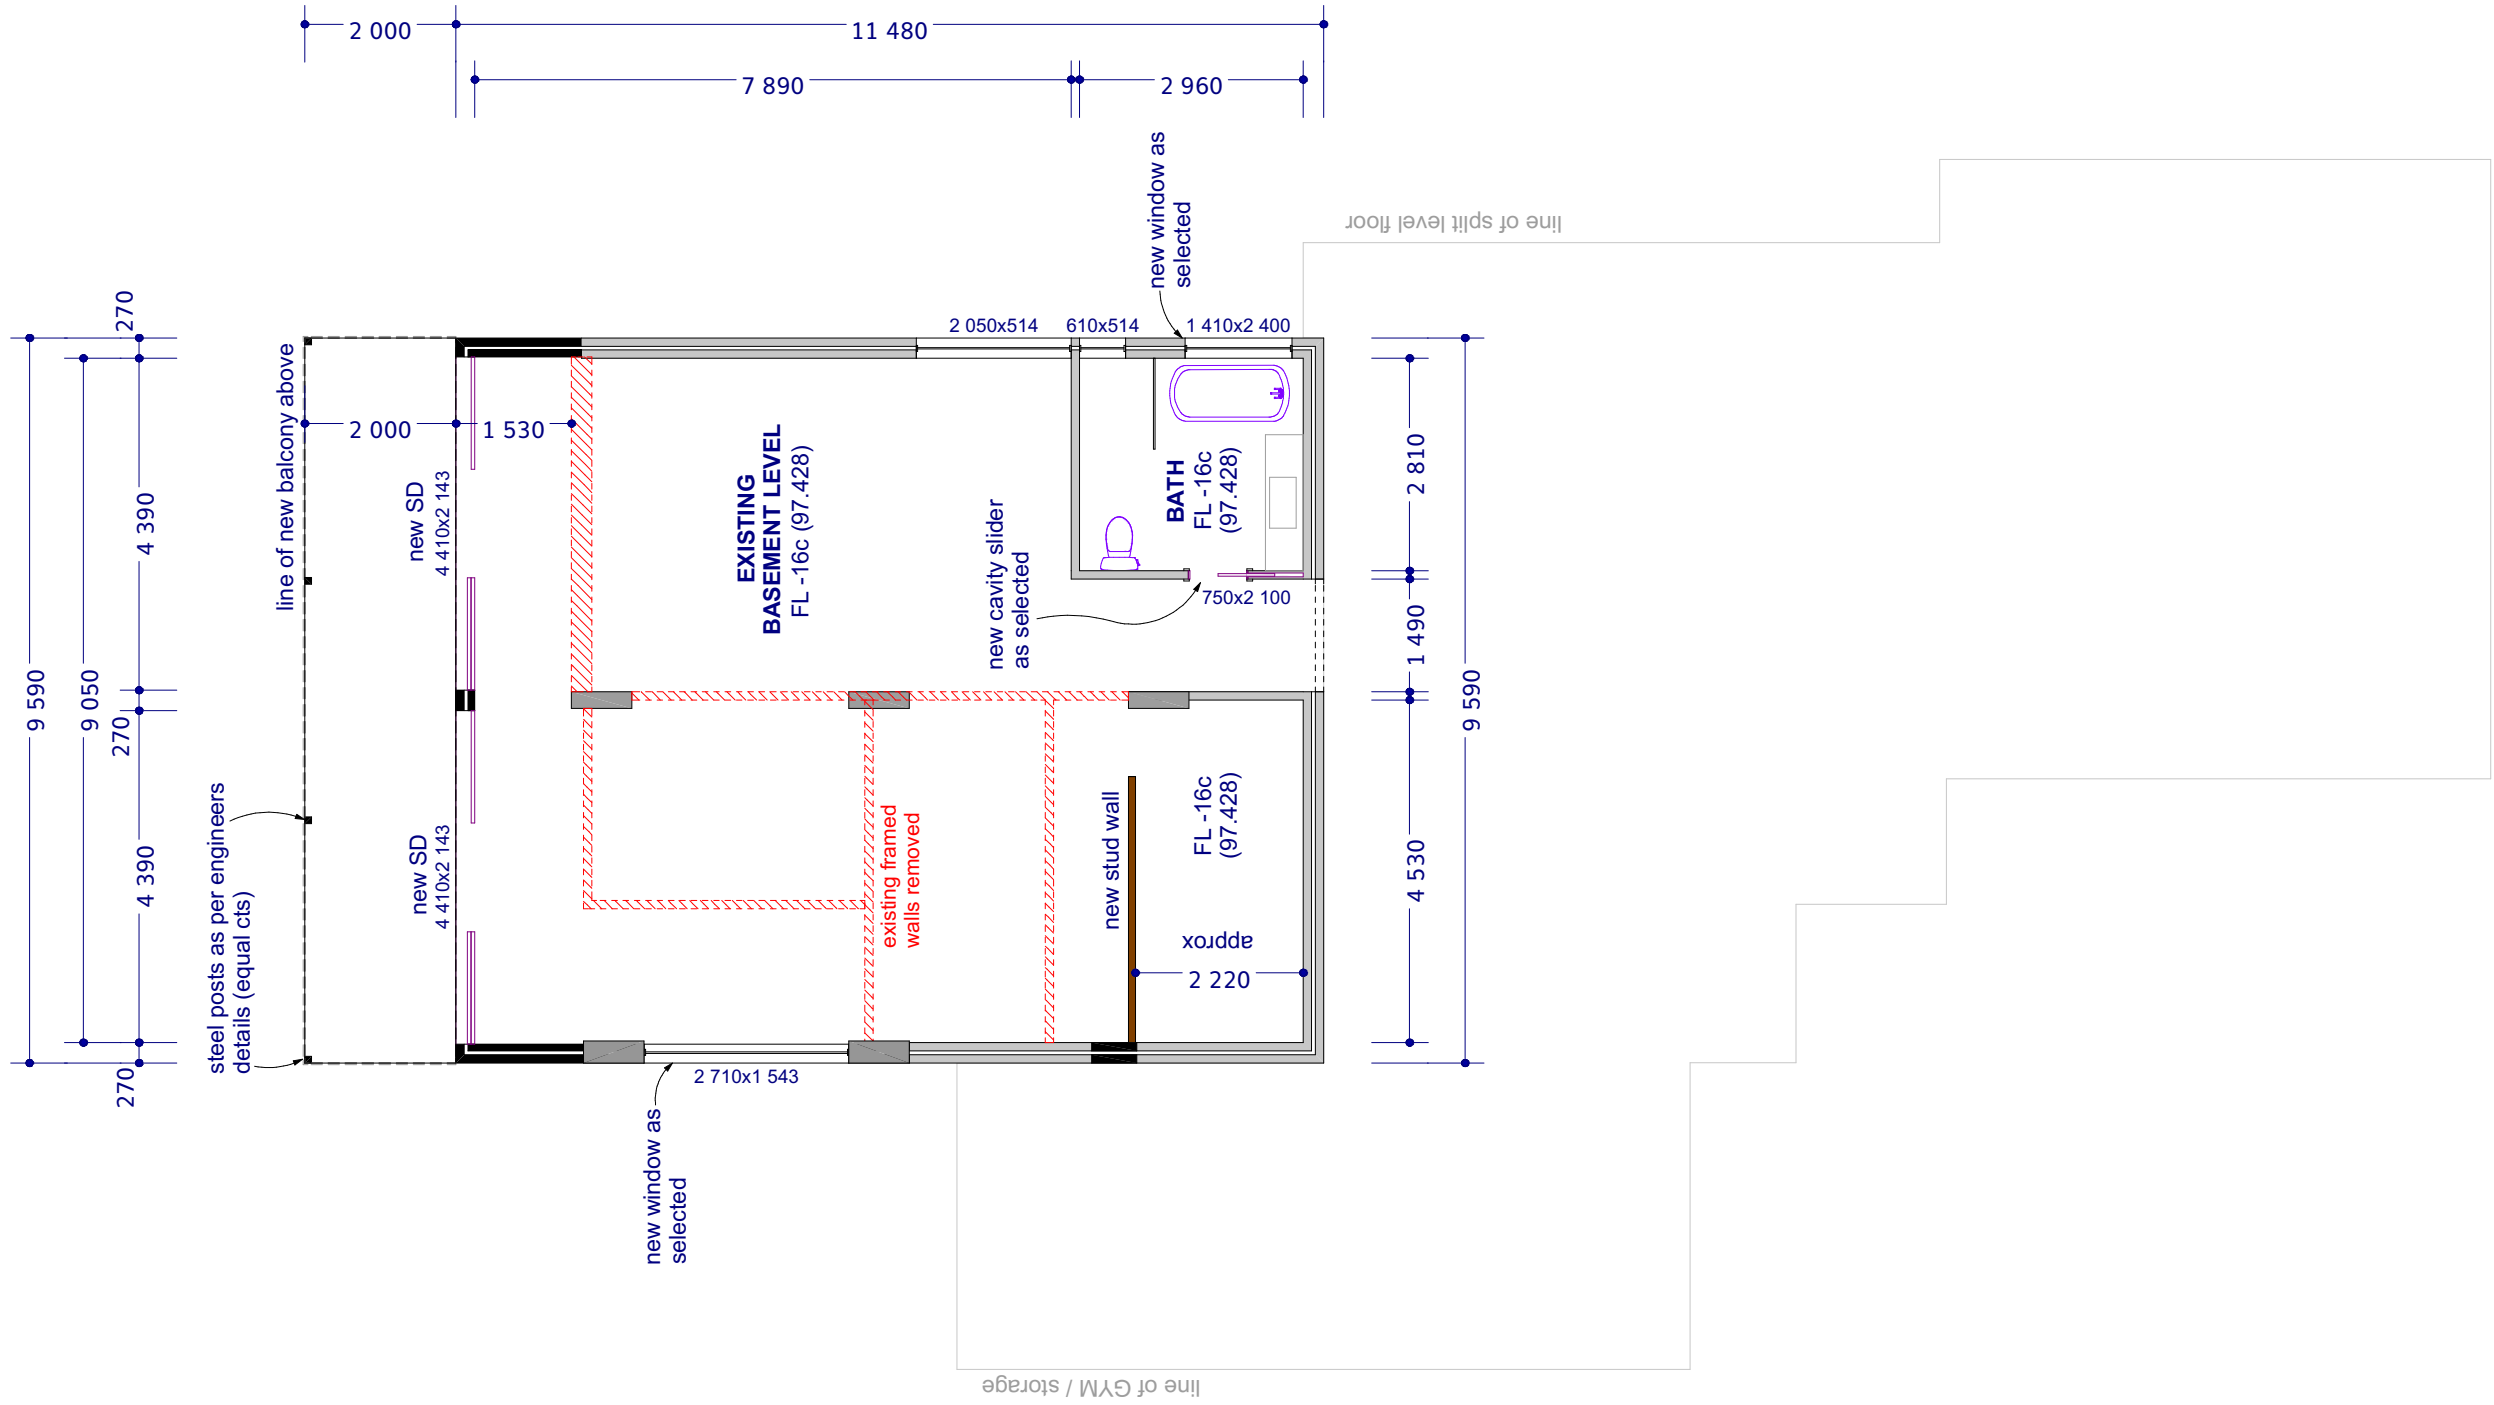 2 000
11 480
7 890
2 960
new window as
selected
line of split level floor
270
2 050x514
610x514
1 410x2 400
line of new balcony above
2 000
1 530
4 390
new SD
4 410x2 143
EXISTING
BASEMENT LEVEL
FL -16c (97.428)
BATH
FL -16c
(97.428)
2 810
new cavity slider
as selected
750x2 100
1 490
9 590
9 050
270
9 590
steel posts as per engineers
details (equal cts)
4 390
new SD
4 410x2 143
existing framed
walls removed
new stud wall
FL -16c
(97.428)
approx
2 220
4 530
270
2 710x1 543
new window as
selected
line of GYM / storage